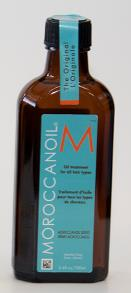 The Original
L'Originale
MOROCCANOIL®
M
Oil treatment
for all hair types
Traitement d'huile
pour tous les types
de cheveux